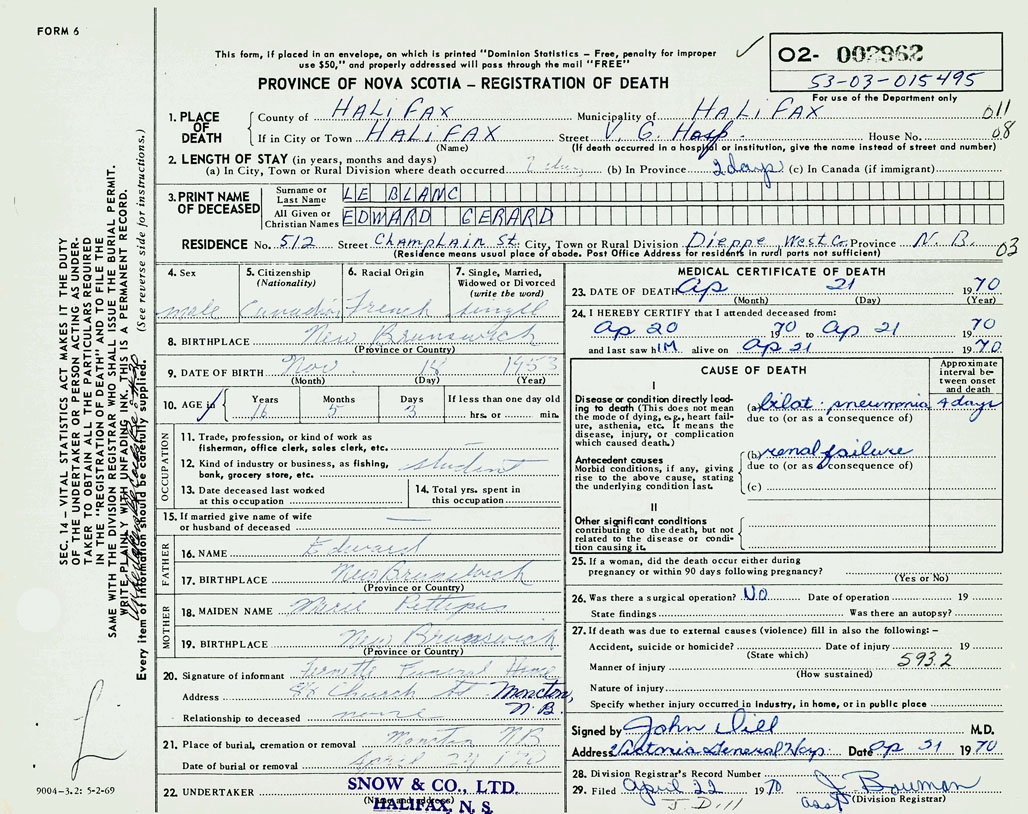 FORM 6
This form, if placed in an envelope, on which is printed "Dominion Statistics – Free, penalty for improper
use $50," and properly addressed will pass through the mail "FREE"
PROVINCE OF NOVA SCOTIA – REGISTRATION OF DEATH
02- 002962
53-03-015495
For use of the Department only
011
08
1. PLACE OF DEATH
County of HALIFAX Municipality of HALIFAX
If in City or Town HALIFAX Street V. G. Hosp. House No.
(Name) (If death occurred in a hospital or institution, give the name instead of street and number)
2. LENGTH OF STAY (in years, months and days)
(a) In City, Town or Rural Division where death occurred (b) In Province 2 days (c) In Canada (if immigrant)
3. PRINT NAME OF DECEASED
Surname or Last Name LE BLANC
All Given or Christian Names EDWARD GERARD
RESIDENCE No. 512 Street Champlain St. City, Town or Rural Division Dieppe West Co. Province N. B.
03
(Residence means usual place of abode. Post Office Address for residents in rural parts not sufficient)
4. Sex
male
5. Citizenship (Nationality)
6. Racial Origin
French
7. Single, Married, Widowed or Divorced (write the word)
8. BIRTHPLACE New Brunswick
(Province or Country)
9. DATE OF BIRTH Nov. 18 1953
(Month) (Day) (Year)
10. AGE in
Years 16
Months 5
Days 3
If less than one day old
hrs. or min.
OCCUPATION
11. Trade, profession, or kind of work as
fisherman, office clerk, sales clerk, etc.
12. Kind of industry or business, as fishing,
bank, grocery store, etc.
student
13. Date deceased last worked
at this occupation
14. Total yrs. spent in
this occupation
15. If married give name of wife
or husband of deceased
FATHER
16. NAME Edward
17. BIRTHPLACE New Brunswick
(Province or Country)
MOTHER
18. MAIDEN NAME Marie Pettipas
19. BIRTHPLACE New Brunswick
(Province or Country)
20. Signature of informant Funeral Home
Address Church St Moncton,
N.B.
Relationship to deceased none
21. Place of burial, cremation or removal Moncton N.B.
Date of burial or removal April 24 1970
22. UNDERTAKER SNOW & CO., LTD.
(Name and address)
HALIFAX, N. S.
MEDICAL CERTIFICATE OF DEATH
23. DATE OF DEATH Ap 21 1970
(Month) (Day) (Year)
24. I HEREBY CERTIFY that I attended deceased from:
Ap 20 1970 to Ap 21 1970
and last saw hIM alive on Ap 21 1970
CAUSE OF DEATH
Approximate interval between onset and death
I
Disease or condition directly leading to death (This does not mean the mode of dying, e.g., heart failure, asthenia, etc. It means the disease, injury, or complication which caused death.)
(a) bilat. pneumonia 4 days
due to (or as a consequence of)
Antecedent causes
Morbid conditions, if any, giving rise to the above cause, stating the underlying condition last.
(b) renal failure
due to (or as a consequence of)
(c)
II
Other significant conditions
contributing to the death, but not related to the disease or condition causing it.
25. If a woman, did the death occur either during
pregnancy or within 90 days following pregnancy?
(Yes or No)
26. Was there a surgical operation? NO Date of operation 19
State findings Was there an autopsy?
27. If death was due to external causes (violence) fill in also the following: –
Accident, suicide or homicide? Date of injury 19
(State which)
593.2
Manner of injury
(How sustained)
Nature of injury
Specify whether injury occurred in industry, in home, or in public place
Signed by John Dill M.D.
Address Victoria General Hosp. Date Ap 21 1970
28. Division Registrar's Record Number
29. Filed April 22 1970 J Bowman
J. Dill asst (Division Registrar)
SEC. 14 – VITAL STATISTICS ACT MAKES IT THE DUTY
OF THE UNDERTAKER OR PERSON ACTING AS UNDER-
TAKER TO OBTAIN ALL THE PARTICULARS REQUIRED
IN THE "REGISTRATION OF DEATH" AND TO FILE THE
SAME WITH THE DIVISION REGISTRAR WHO SHALL ISSUE THE BURIAL PERMIT.
WRITE PLAINLY WITH UNFADING INK. THIS IS A PERMANENT RECORD.
Every item of information should be carefully supplied. (See reverse side for instructions.)
9004-3.2: 5-2-69